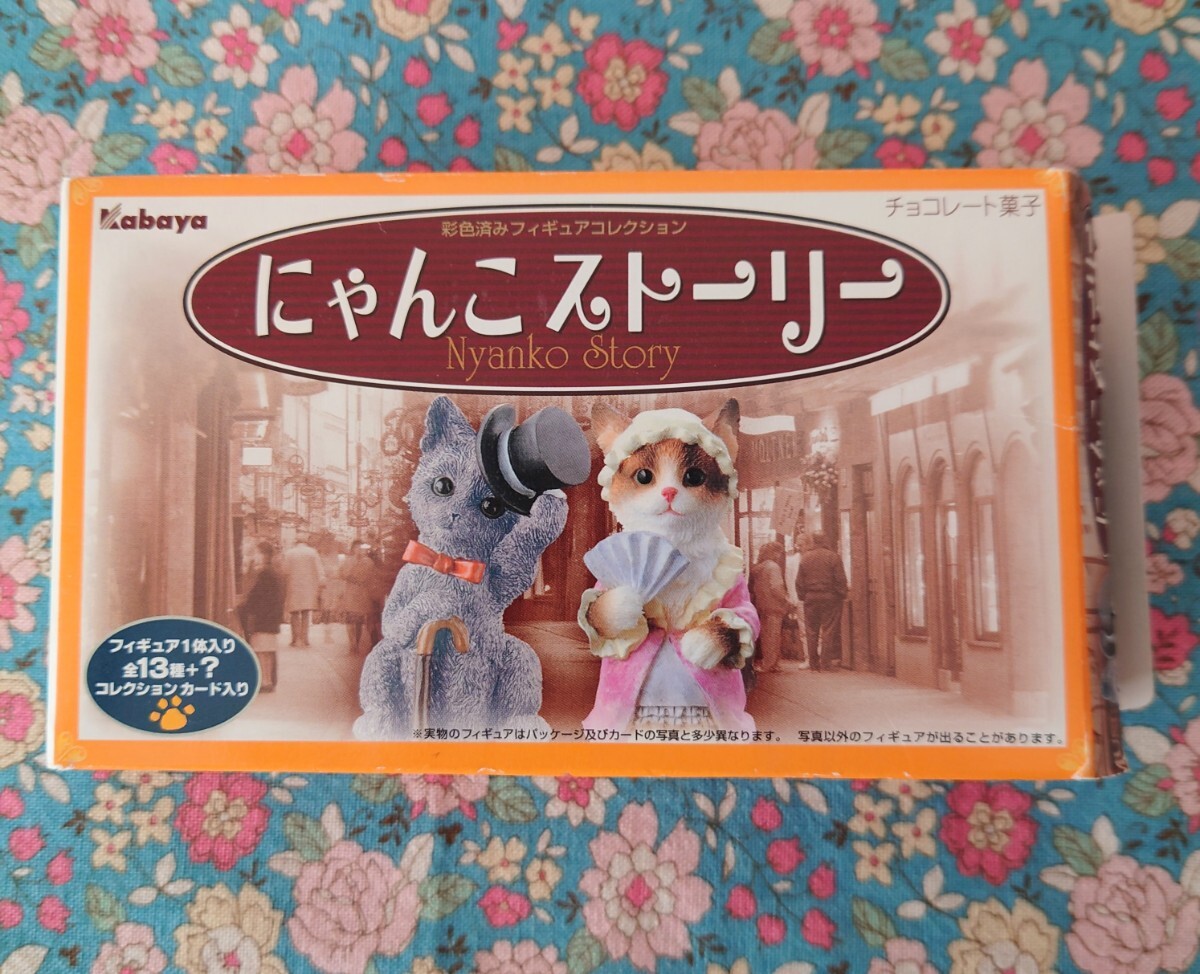 Kabaya
チョコレート菓子
彩色済みフィギュアコレクション
にゃんこストーリー
Nyanko Story
フィギュア1体入り
全13種+?
コレクションカード入り
※実物のフィギュアはパッケージ及びカードの写真と多少異なります。 写真以外のフィギュアが出ることがあります。